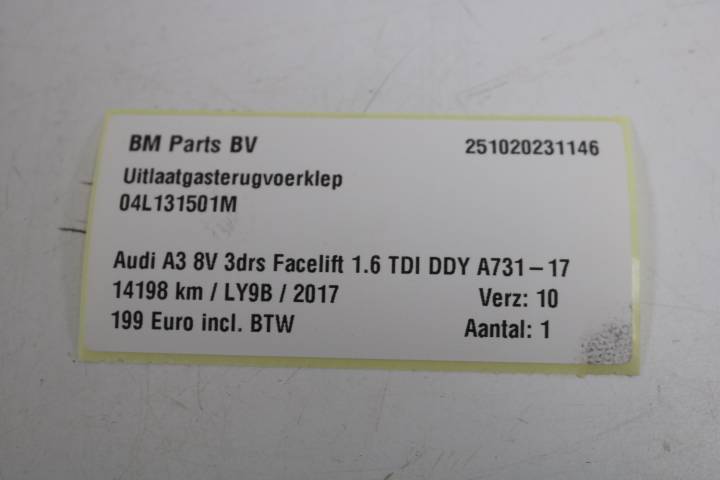 BM Parts BV 251020231146
Uitlaatgasterugvoerklep
04L131501M
Audi A3 8V 3drs Facelift 1.6 TDI DDY A731-17
14198 km / LY9B / 2017 Verz: 10
199 Euro incl. BTW Aantal: 1